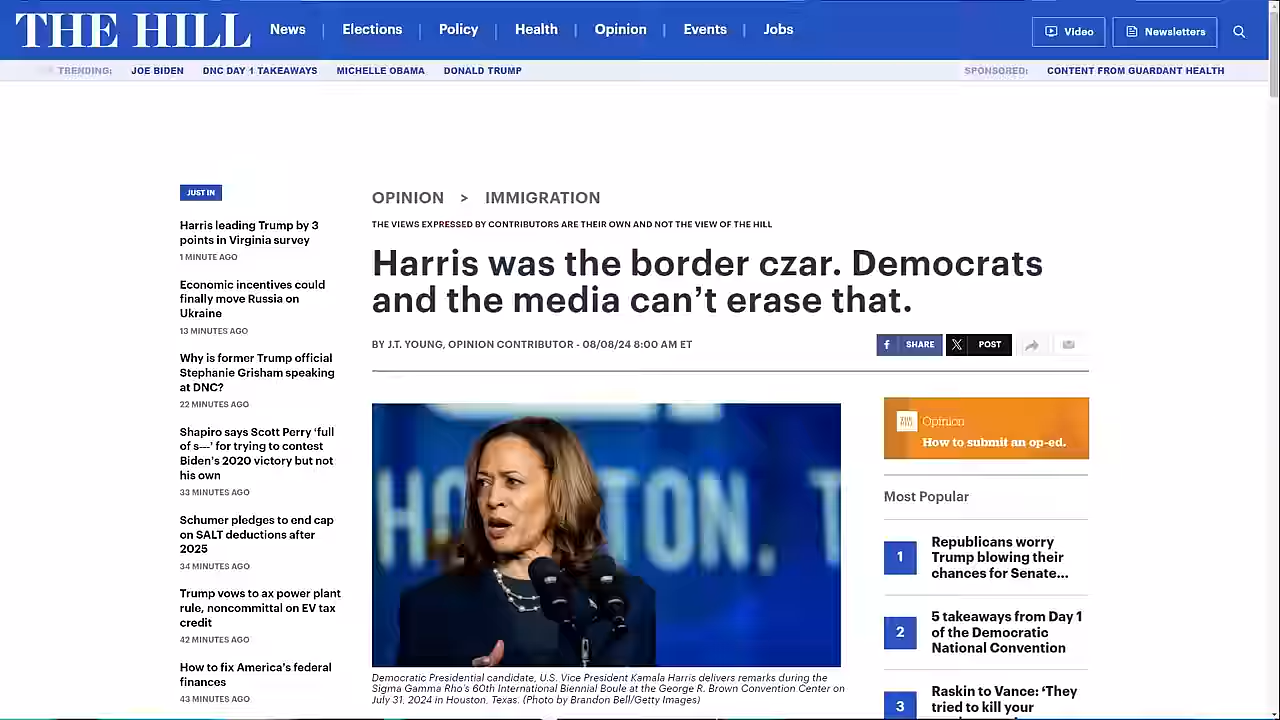 THE HILL
News
Elections
Policy
Health
Opinion
Events
Jobs
Video
Newsletters
TRENDING:
JOE BIDEN
DNC DAY 1 TAKEAWAYS
MICHELLE OBAMA
DONALD TRUMP
SPONSORED:
CONTENT FROM GUARDANT HEALTH
JUST IN
Harris leading Trump by 3
points in Virginia survey
1 MINUTE AGO
Economic incentives could
finally move Russia on
Ukraine
13 MINUTES AGO
Why is former Trump official
Stephanie Grisham speaking
at DNC?
22 MINUTES AGO
Shapiro says Scott Perry ‘full
of s—’ for trying to contest
Biden’s 2020 victory but not
his own
33 MINUTES AGO
Schumer pledges to end cap
on SALT deductions after
2025
34 MINUTES AGO
Trump vows to ax power plant
rule, noncommittal on EV tax
credit
42 MINUTES AGO
How to fix America’s federal
finances
43 MINUTES AGO
OPINION > IMMIGRATION
THE VIEWS EXPRESSED BY CONTRIBUTORS ARE THEIR OWN AND NOT THE VIEW OF THE HILL
Harris was the border czar. Democrats
and the media can’t erase that.
BY J.T. YOUNG, OPINION CONTRIBUTOR - 08/08/24 8:00 AM ET
SHARE
POST
TON, T
Democratic Presidential candidate, U.S. Vice President Kamala Harris delivers remarks during the
Sigma Gamma Rho’s 60th International Biennial Boule at the George R. Brown Convention Center on
July 31, 2024 in Houston, Texas. (Photo by Brandon Bell/Getty Images)
THE HILL
Opinion
How to submit an op-ed.
Most Popular
1
Republicans worry
Trump blowing their
chances for Senate...
2
5 takeaways from Day 1
of the Democratic
National Convention
3
Raskin to Vance: ‘They
tried to kill your